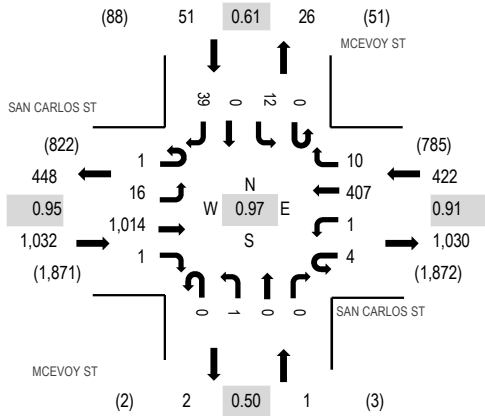 (88) 51 0.61 26 (51)
MCEVOY ST
SAN CARLOS ST
39 0 12 0
(822) (785)
448 1 10 422
16 N 407
0.95 W 0.97 E 0.91
1,032 1,014 S 1 1,030
1 4
(1,871) (1,872)
0 1 0 0
SAN CARLOS ST
MCEVOY ST
(2) 2 0.50 1 (3)